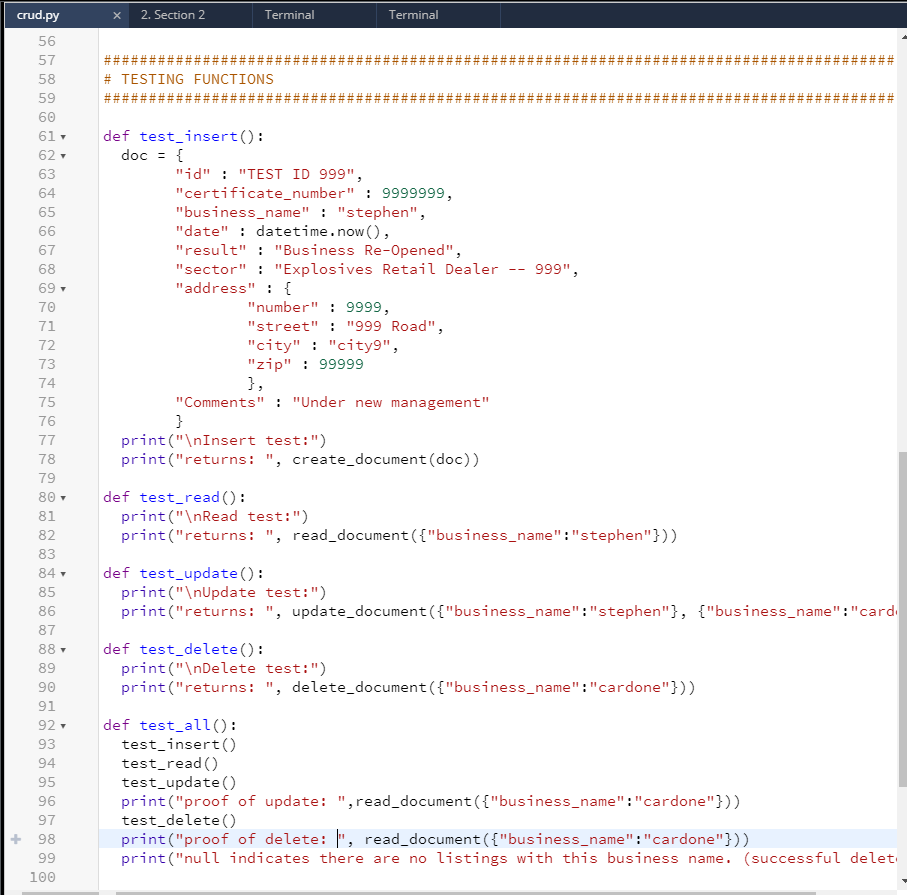 crud.py × 2. Section 2 Terminal Terminal
56
57 ########################################################################################
58 # TESTING FUNCTIONS
59 ########################################################################################
60
61 def test_insert():
62 doc = {
63 "id" : "TEST ID 999",
64 "certificate_number" : 9999999,
65 "business_name" : "stephen",
66 "date" : datetime.now(),
67 "result" : "Business Re-Opened",
68 "sector" : "Explosives Retail Dealer -- 999",
69 "address" : {
70 "number" : 9999,
71 "street" : "999 Road",
72 "city" : "city9",
73 "zip" : 99999
74 },
75 "Comments" : "Under new management"
76 }
77 print("\nInsert test:")
78 print("returns: ", create_document(doc))
79
80 def test_read():
81 print("\nRead test:")
82 print("returns: ", read_document({"business_name":"stephen"}))
83
84 def test_update():
85 print("\nUpdate test:")
86 print("returns: ", update_document({"business_name":"stephen"}, {"business_name":"card
87
88 def test_delete():
89 print("\nDelete test:")
90 print("returns: ", delete_document({"business_name":"cardone"}))
91
92 def test_all():
93 test_insert()
94 test_read()
95 test_update()
96 print("proof of update: ",read_document({"business_name":"cardone"}))
97 test_delete()
98 print("proof of delete: ", read_document({"business_name":"cardone"}))
99 print("null indicates there are no listings with this business name. (successful delet
100